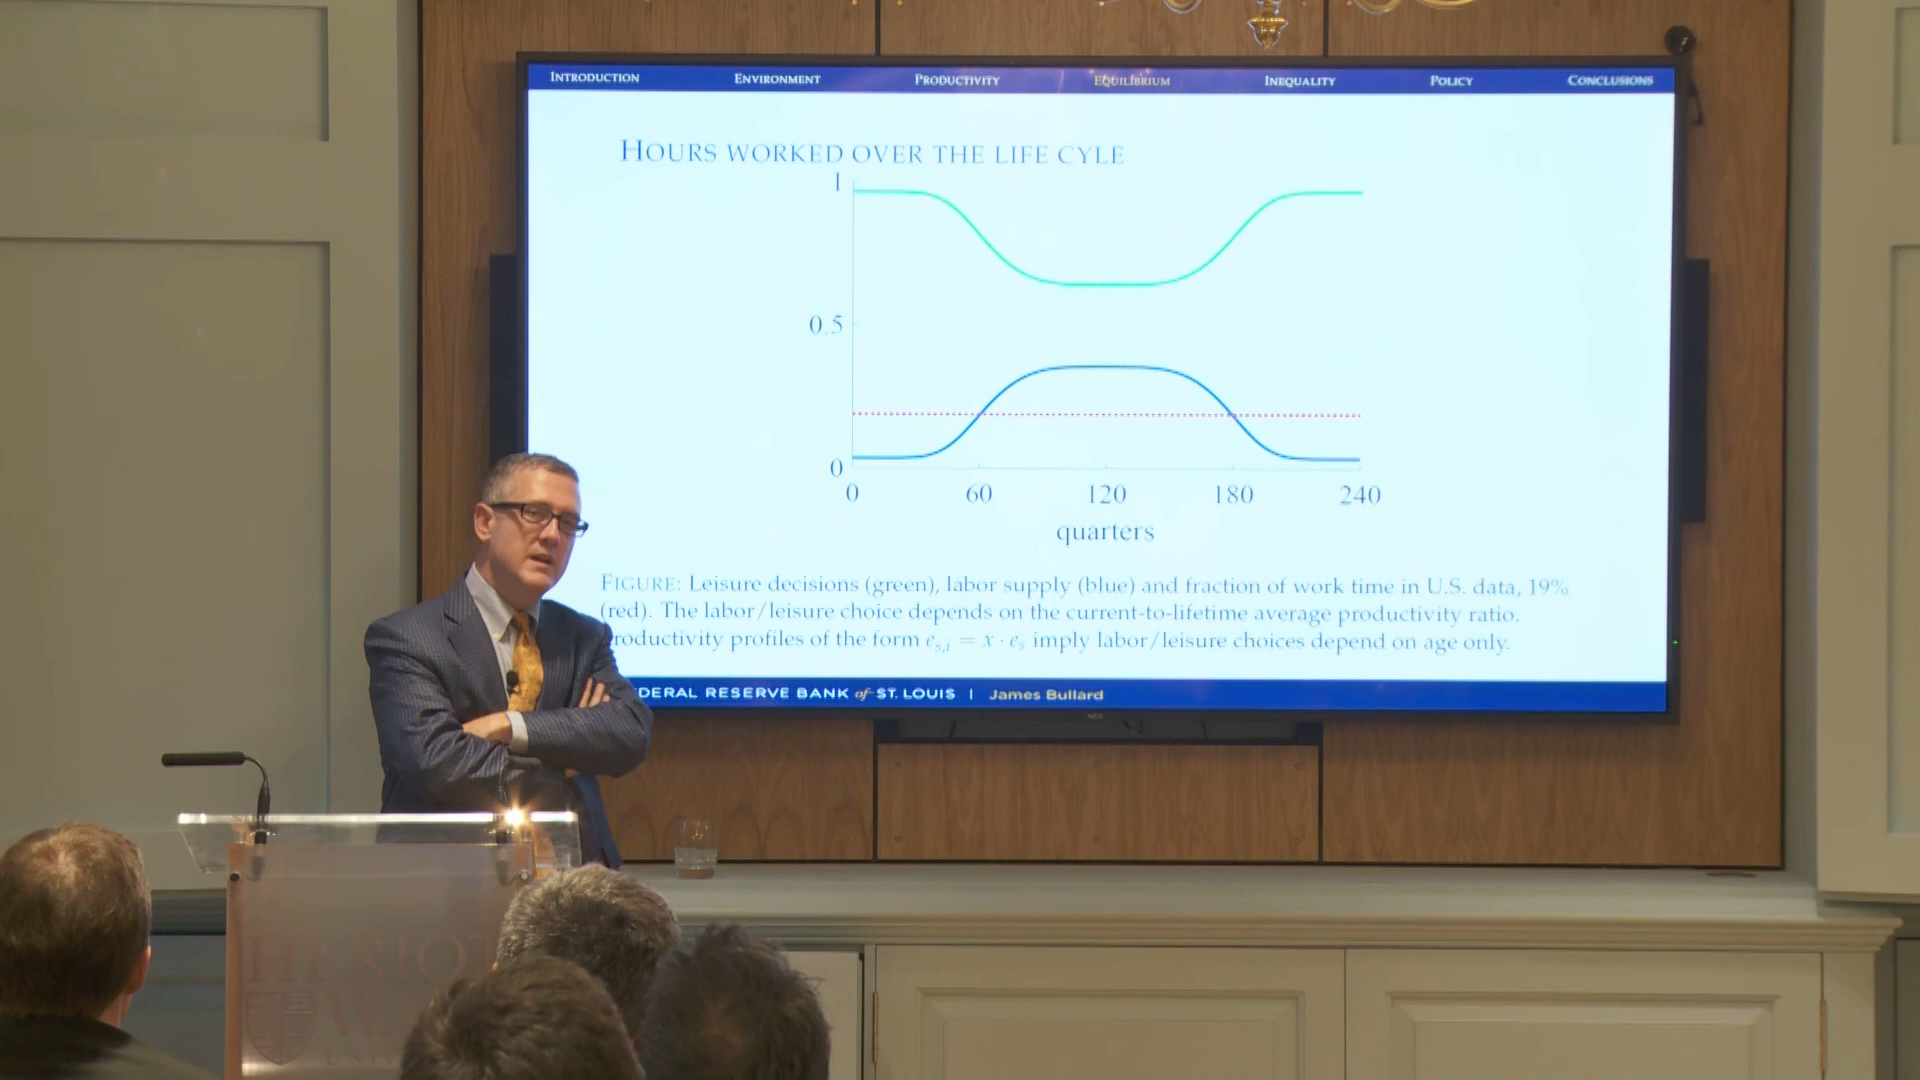 INTRODUCTION ENVIRONMENT PRODUCTIVITY EQUILIBRIUM INEQUALITY POLICY CONCLUSIONS
HOURS WORKED OVER THE LIFE CYLE
1
0.5
0
0 60 120 180 240
quarters
FIGURE: Leisure decisions (green), labor supply (blue) and fraction of work time in U.S. data, 19%
(red). The labor/leisure choice depends on the current-to-lifetime average productivity ratio.
roductivity profiles of the form e_{s,i} = x · e_s imply labor/leisure choices depend on age only.
DERAL RESERVE BANK of ST. LOUIS | James Bullard
HERIOT